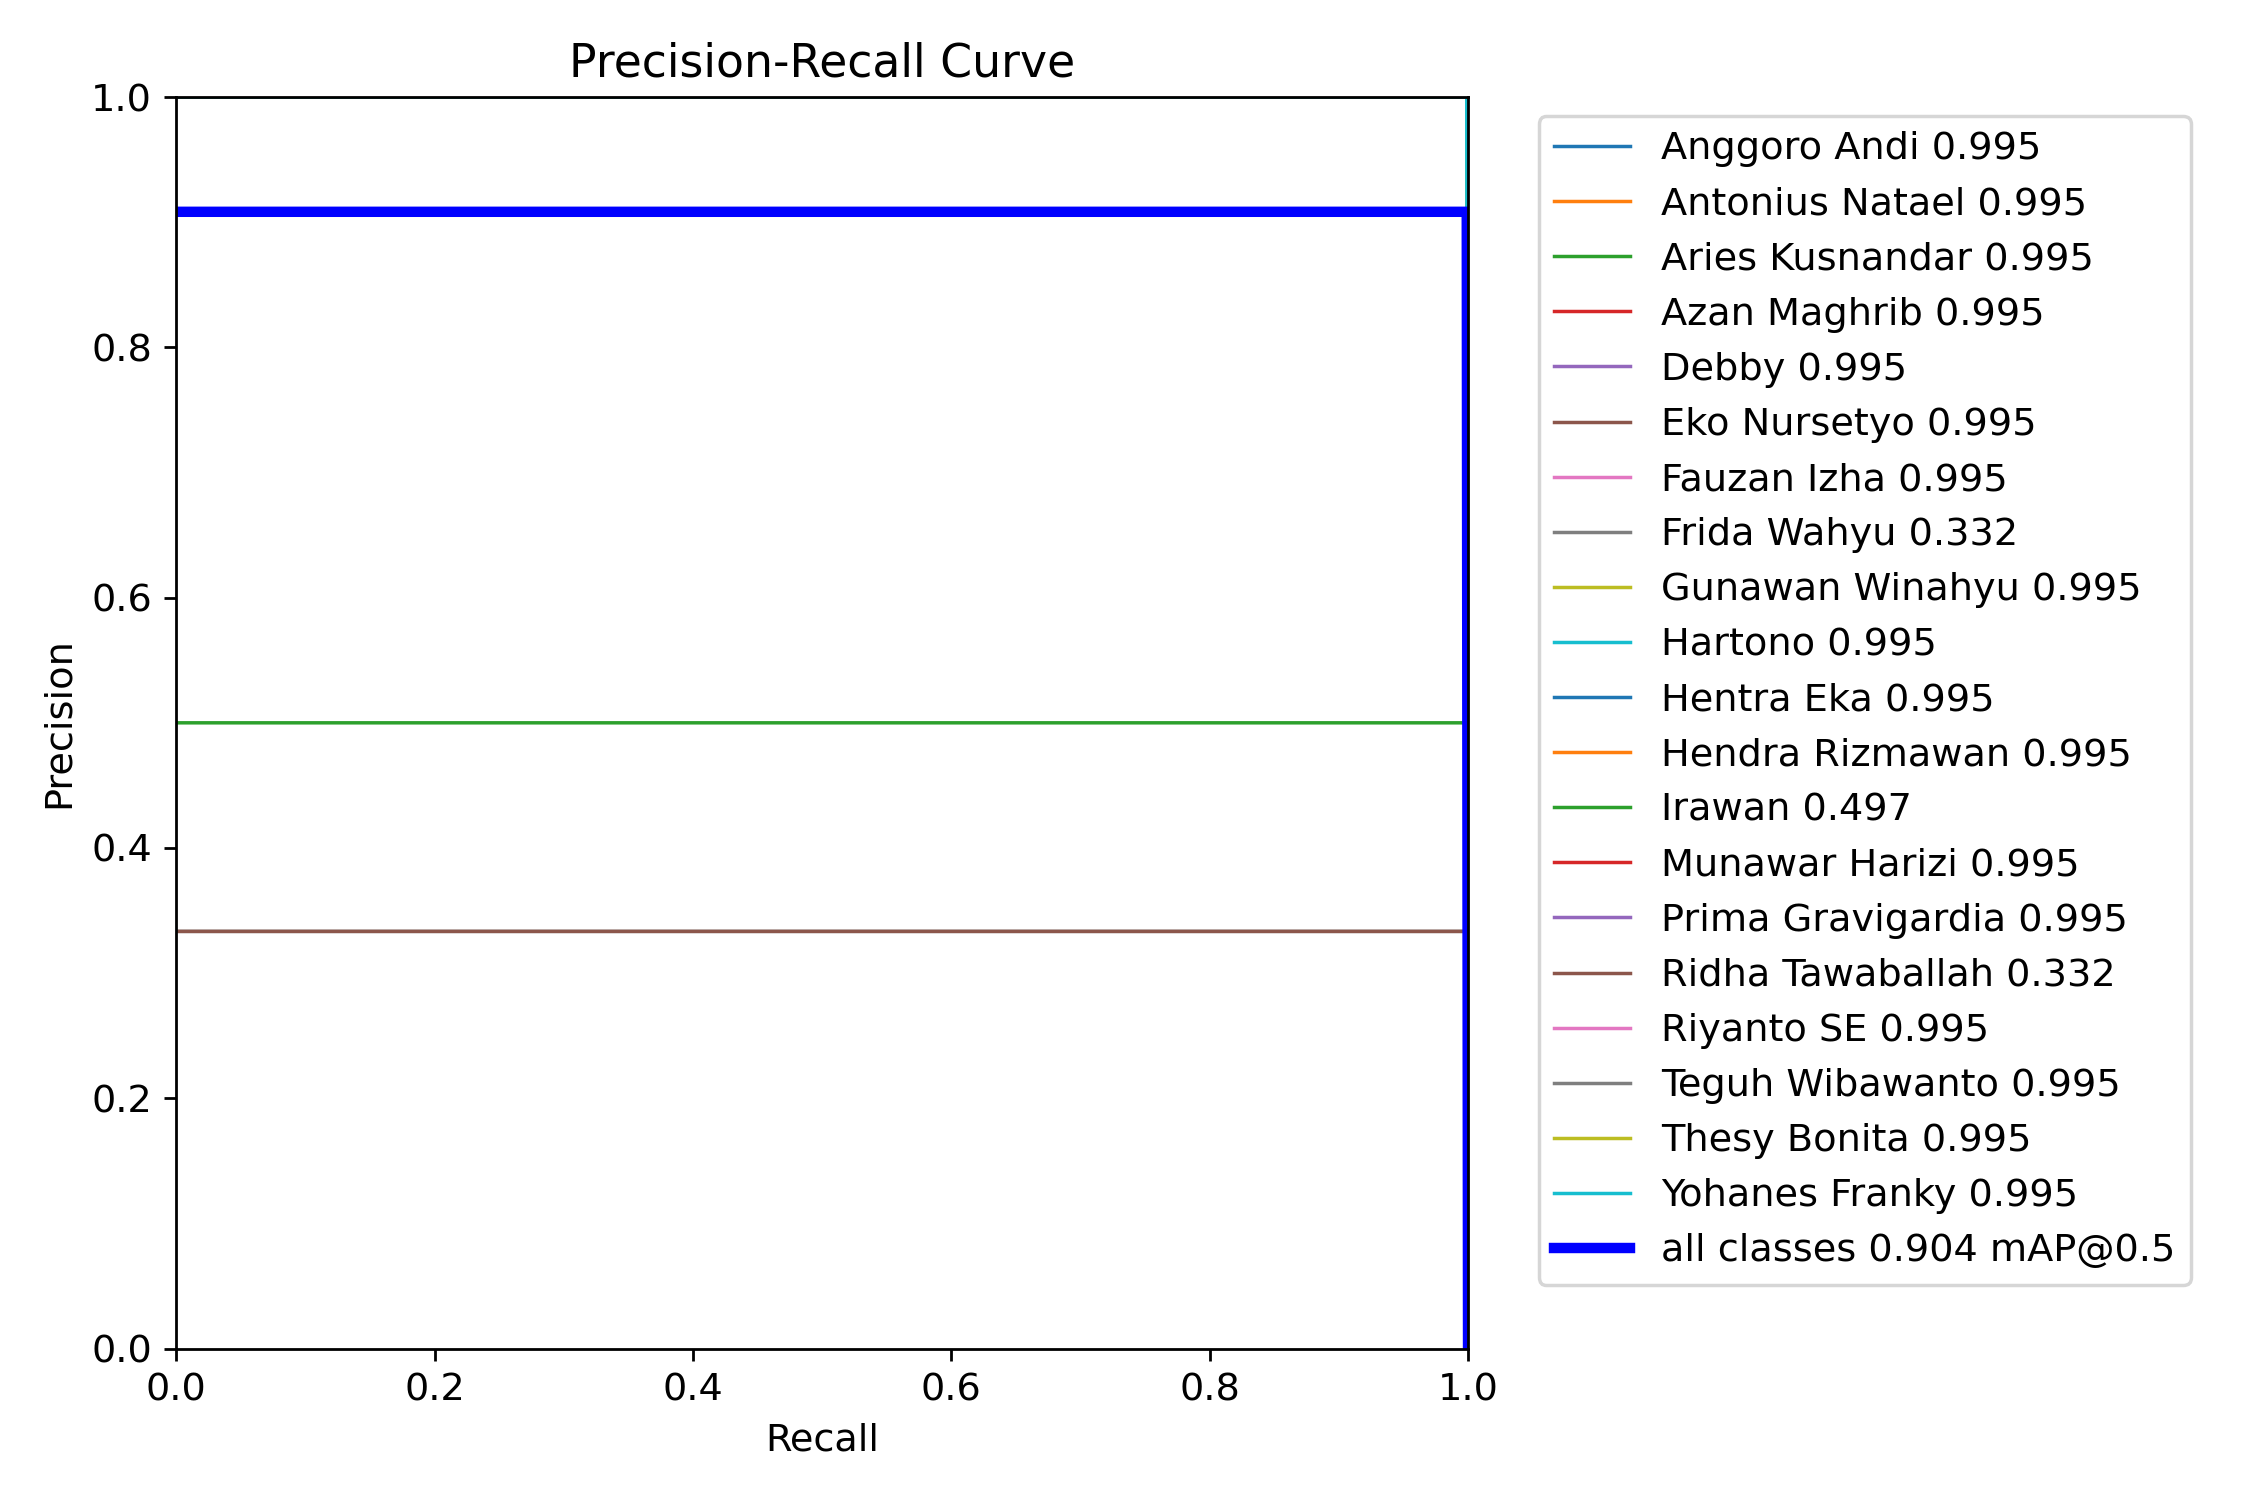 Precision-Recall Curve
1.0
0.8
0.6
0.4
0.2
0.0
Precision
0.0 0.2 0.4 0.6 0.8 1.0
Recall
Anggoro Andi 0.995
Antonius Natael 0.995
Aries Kusnandar 0.995
Azan Maghrib 0.995
Debby 0.995
Eko Nursetyo 0.995
Fauzan Izha 0.995
Frida Wahyu 0.332
Gunawan Winahyu 0.995
Hartono 0.995
Hentra Eka 0.995
Hendra Rizmawan 0.995
Irawan 0.497
Munawar Harizi 0.995
Prima Gravigardia 0.995
Ridha Tawaballah 0.332
Riyanto SE 0.995
Teguh Wibawanto 0.995
Thesy Bonita 0.995
Yohanes Franky 0.995
all classes 0.904 mAP@0.5